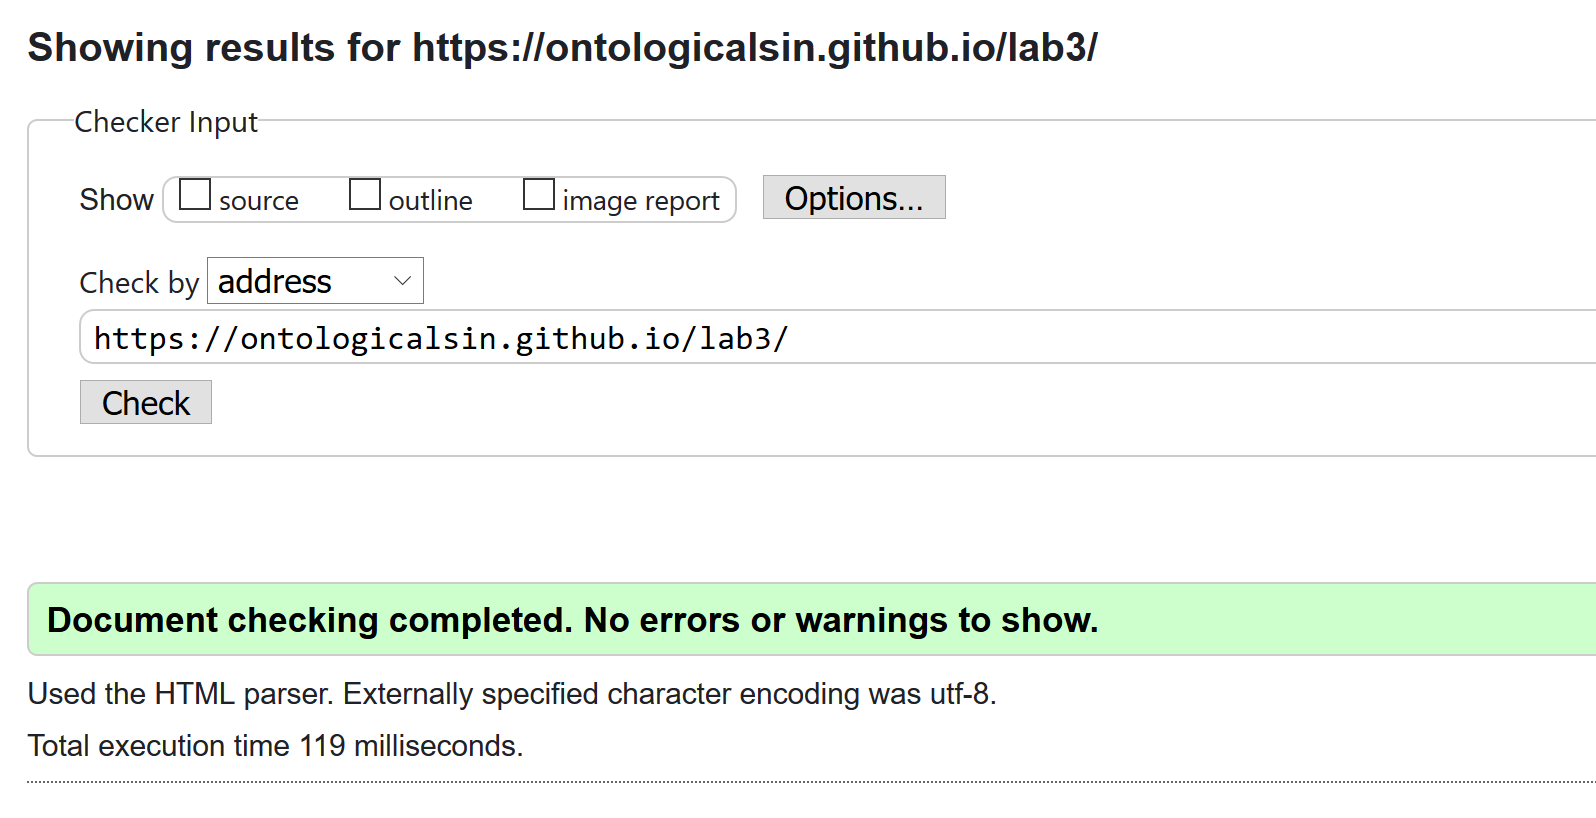 Showing results for https://ontologicalsin.github.io/lab3/
Checker Input
Show source outline image report Options...
Check by address
https://ontologicalsin.github.io/lab3/
Check
Document checking completed. No errors or warnings to show.
Used the HTML parser. Externally specified character encoding was utf-8.
Total execution time 119 milliseconds.